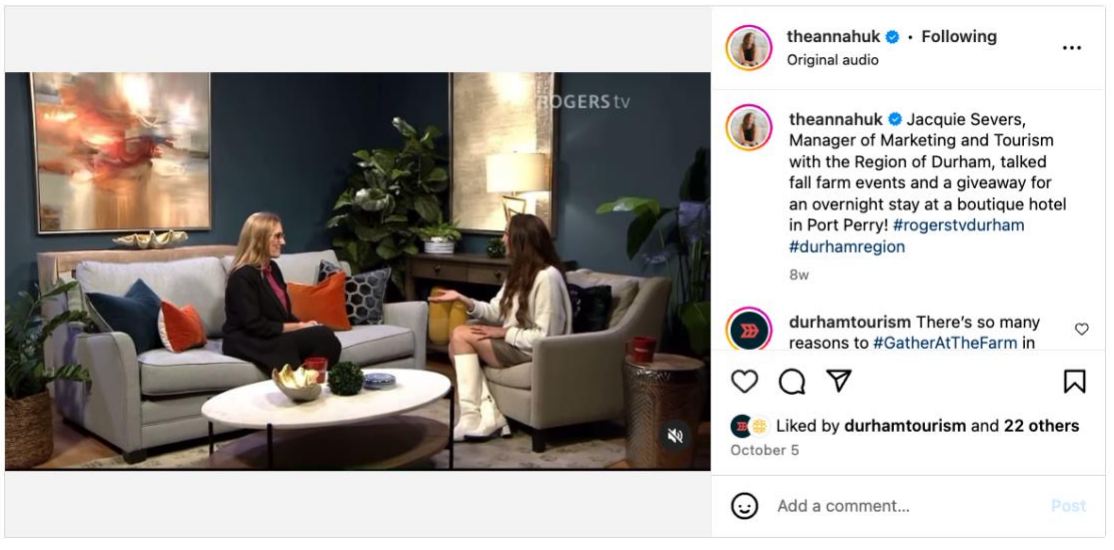 ROGERS tv
theannahuk • Following
Original audio
theannahuk Jacquie Severs,
Manager of Marketing and Tourism
with the Region of Durham, talked
fall farm events and a giveaway for
an overnight stay at a boutique hotel
in Port Perry! #rogerstvdurham
#durhamregion
8w
durhamtourism There's so many
reasons to #GatherAtTheFarm in
Liked by durhamtourism and 22 others
October 5
Add a comment...
Post